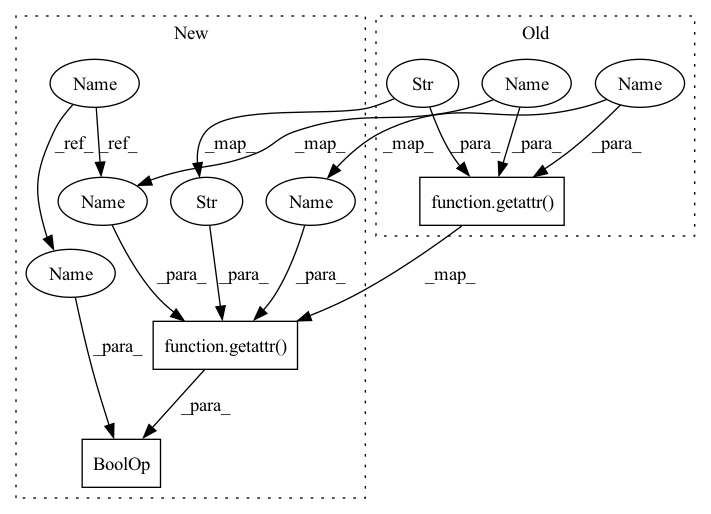 New
Old
Name
Str
Name
Name
_ref_
_ref_
_map_
_map_
_map_
_para_
_para_
_para_
Name
Str
Name
function.getattr()
Name
_para_
_para_
_para_
_map_
_para_
function.getattr()
_para_
BoolOp